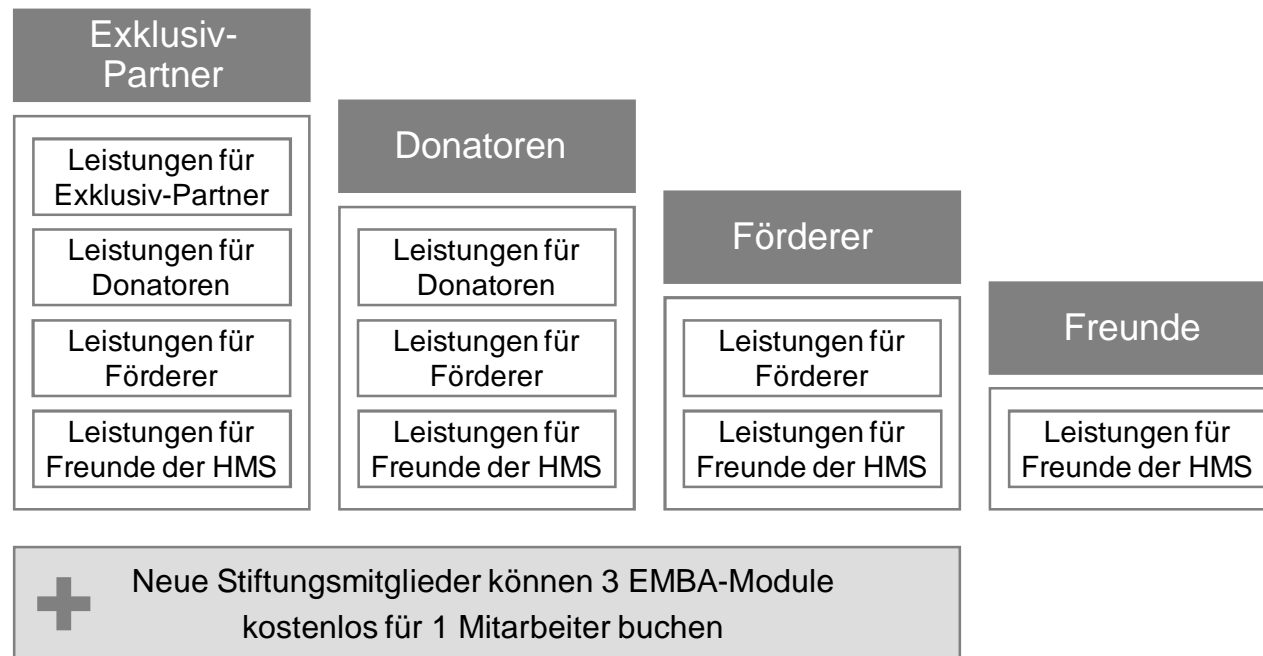 Exklusiv-
Partner
Leistungen für
Exklusiv-Partner
Leistungen für
Donatoren
Leistungen für
Förderer
Leistungen für
Freunde der HMS
Donatoren
Leistungen für
Donatoren
Leistungen für
Förderer
Leistungen für
Freunde der HMS
Förderer
Leistungen für
Förderer
Leistungen für
Freunde der HMS
Freunde
Leistungen für
Freunde der HMS
Neue Stiftungsmitglieder können 3 EMBA-Module
kostenlos für 1 Mitarbeiter buchen